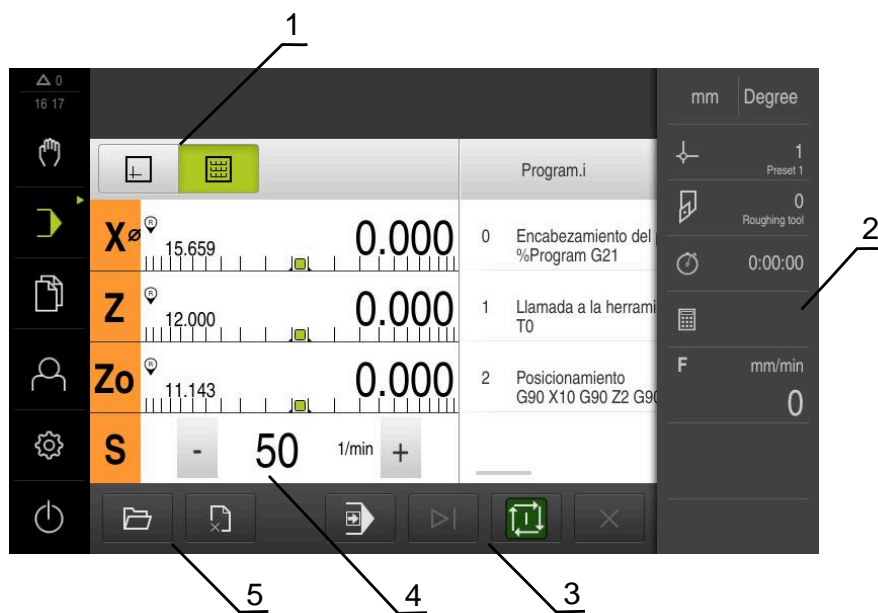 1
0
16 17
mm Degree
Program.i
1
Preset 1
0
Roughing tool
2
0:00:00
X⌀ R 15.659 0.000
0 Encabezamiento del
%Program G21
Z R 12.000 0.000
1 Llamada a la herrami
T0
Zo R 11.143 0.000
2 Posicionamiento
G90 X10 G90 Z2 G90
F mm/min
0
S - 50 1/min +
5
4
3